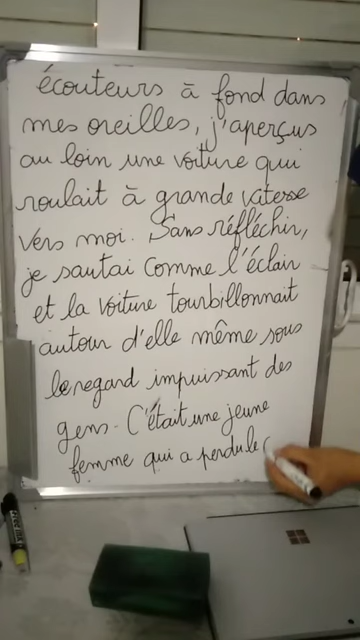 écouteurs à fond dans
mes oreilles, j'aperçus
au loin une voiture qui
roulait à grande vitesse
vers moi. Sans réfléchir,
je sautai comme l'éclair
et la voiture tourbillonnait
autour d'elle même sous
le regard impuissant des
gens. C'était une jeune
femme qui a perdu le c